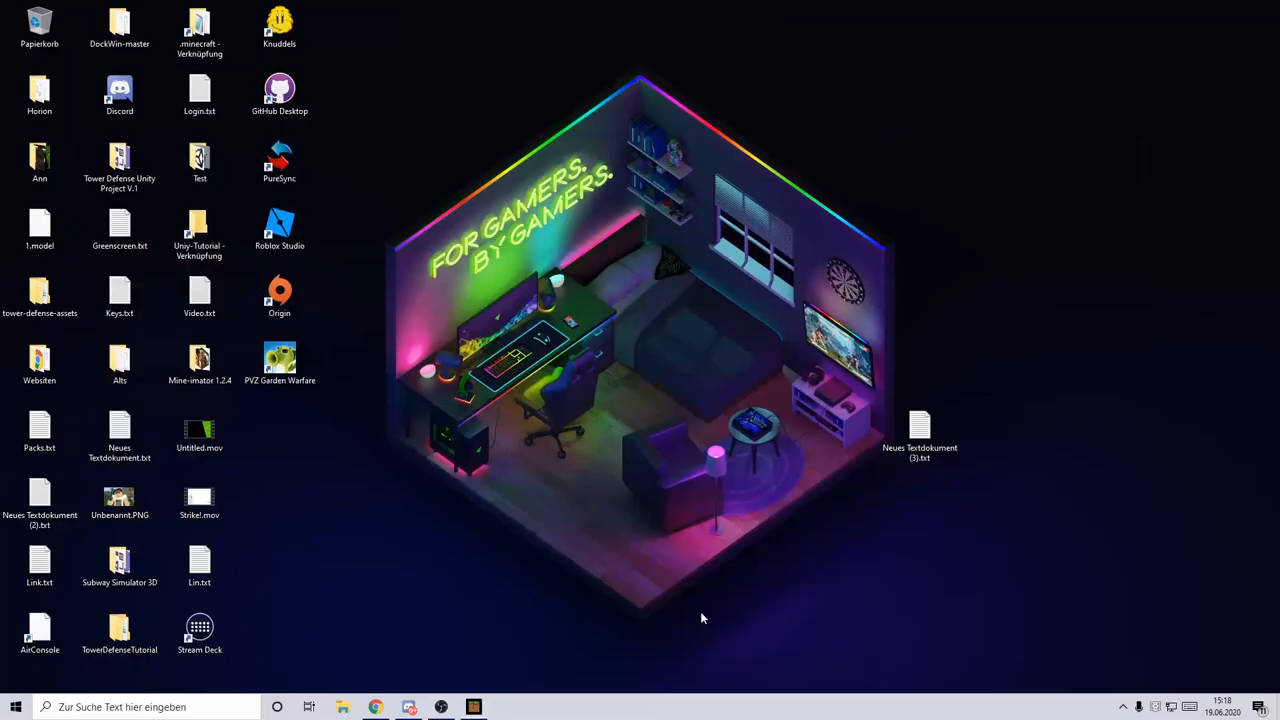 Papierkorb
DockWin-master
.minecraft -
Verknüpfung
Knuddels
Horion
Discord
Login.txt
GitHub Desktop
Ann
Tower Defense Unity
Project V.1
Test
PureSync
1.model
Greenscreen.txt
Uniy-Tutorial -
Verknüpfung
Roblox Studio
tower-defense-assets
Keys.txt
Video.txt
Origin
Websiten
Alts
Mine-imator 1.2.4
PVZ Garden Warfare
Packs.txt
Neues
Textdokument.txt
Untitled.mov
Neues Textdokument
(2).txt
Unbenannt.PNG
Strike!.mov
Link.txt
Subway Simulator 3D
Lin.txt
AirConsole
TowerDefenseTutorial
Stream Deck
FOR GAMERS.
BY GAMERS.
Neues Textdokument
(3).txt
Zur Suche Text hier eingeben
15:18
19.06.2020